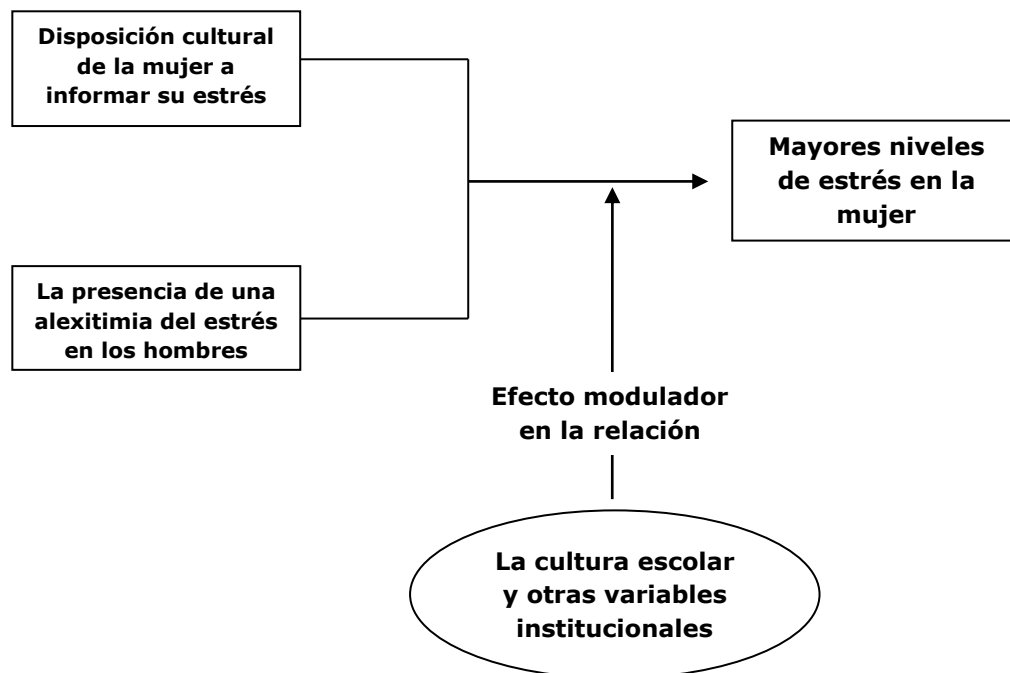 Disposición cultural
de la mujer a
informar su estrés
Mayores niveles
de estrés en la
mujer
La presencia de una
alexitimia del estrés
en los hombres
Efecto modulador
en la relación
La cultura escolar
y otras variables
institucionales